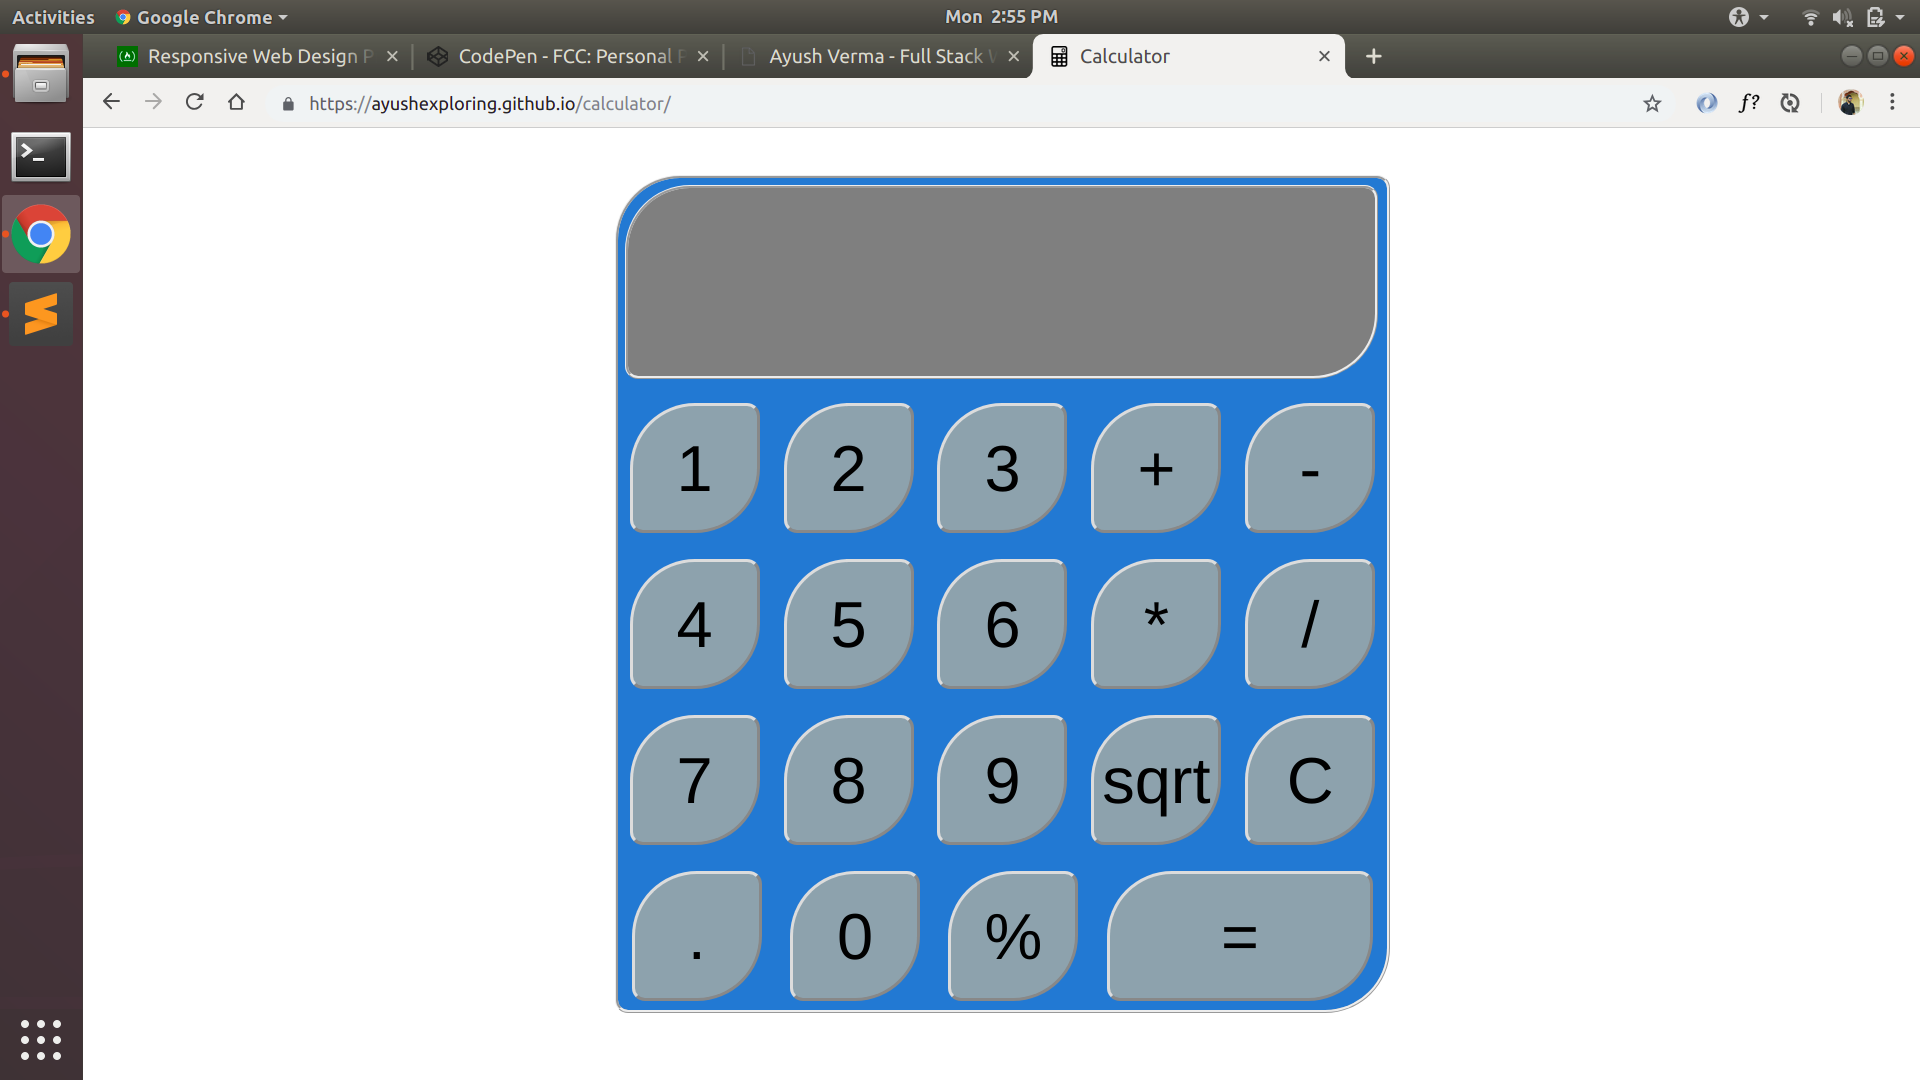 Activities Google Chrome Mon 2:55 PM
Responsive Web Design P CodePen - FCC: Personal P Ayush Verma - Full Stack Calculator
https://ayushexploring.github.io/calculator/ f?
1 2 3 + -
4 5 6 * /
7 8 9 sqrt C
. 0 % =